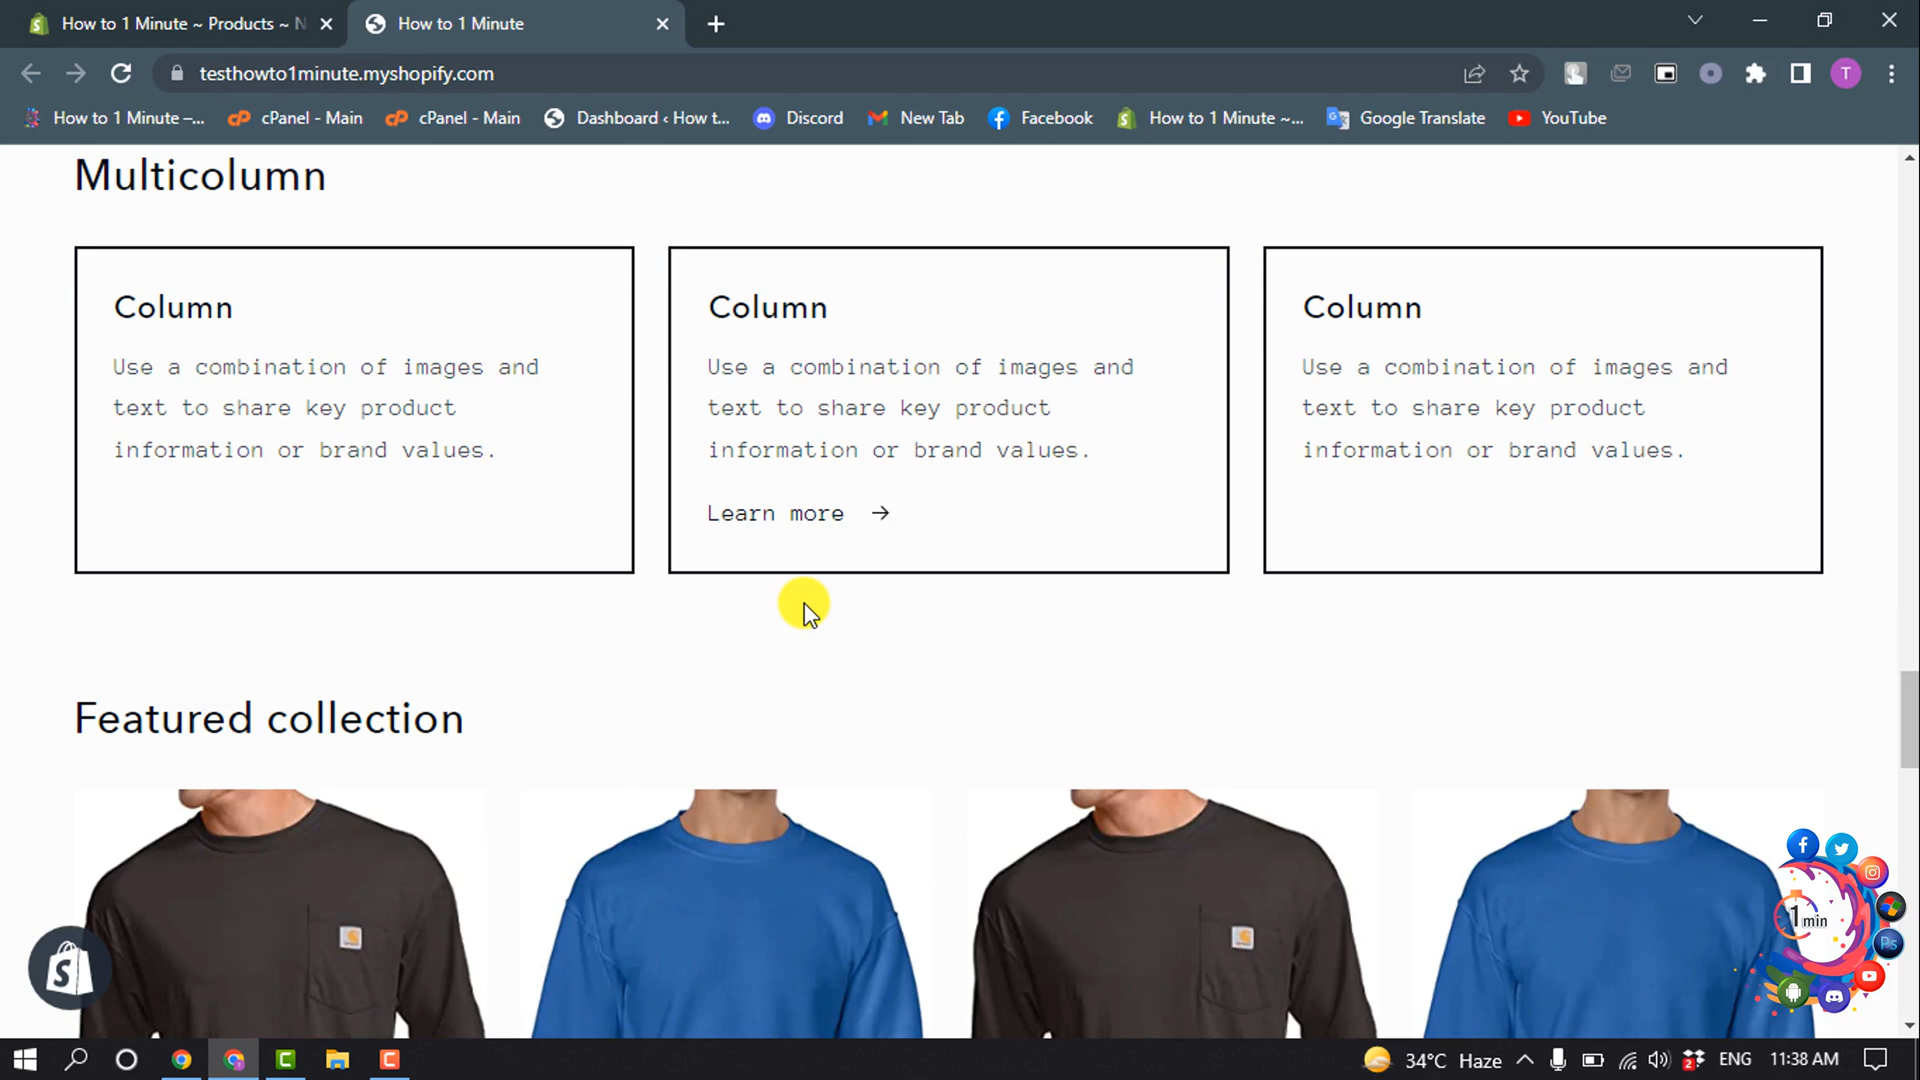 How to 1 Minute ~ Products ~ N
How to 1 Minute
testhowto1minute.myshopify.com
T
How to 1 Minute –...
cPanel - Main
cPanel - Main
Dashboard ‹ How t...
Discord
New Tab
Facebook
How to 1 Minute ~...
Google Translate
YouTube
Multicolumn
Column
Use a combination of images and
text to share key product
information or brand values.
Column
Use a combination of images and
text to share key product
information or brand values.
Learn more →
Column
Use a combination of images and
text to share key product
information or brand values.
Featured collection
1 min
Ps
34°C Haze
2
ENG
11:38 AM